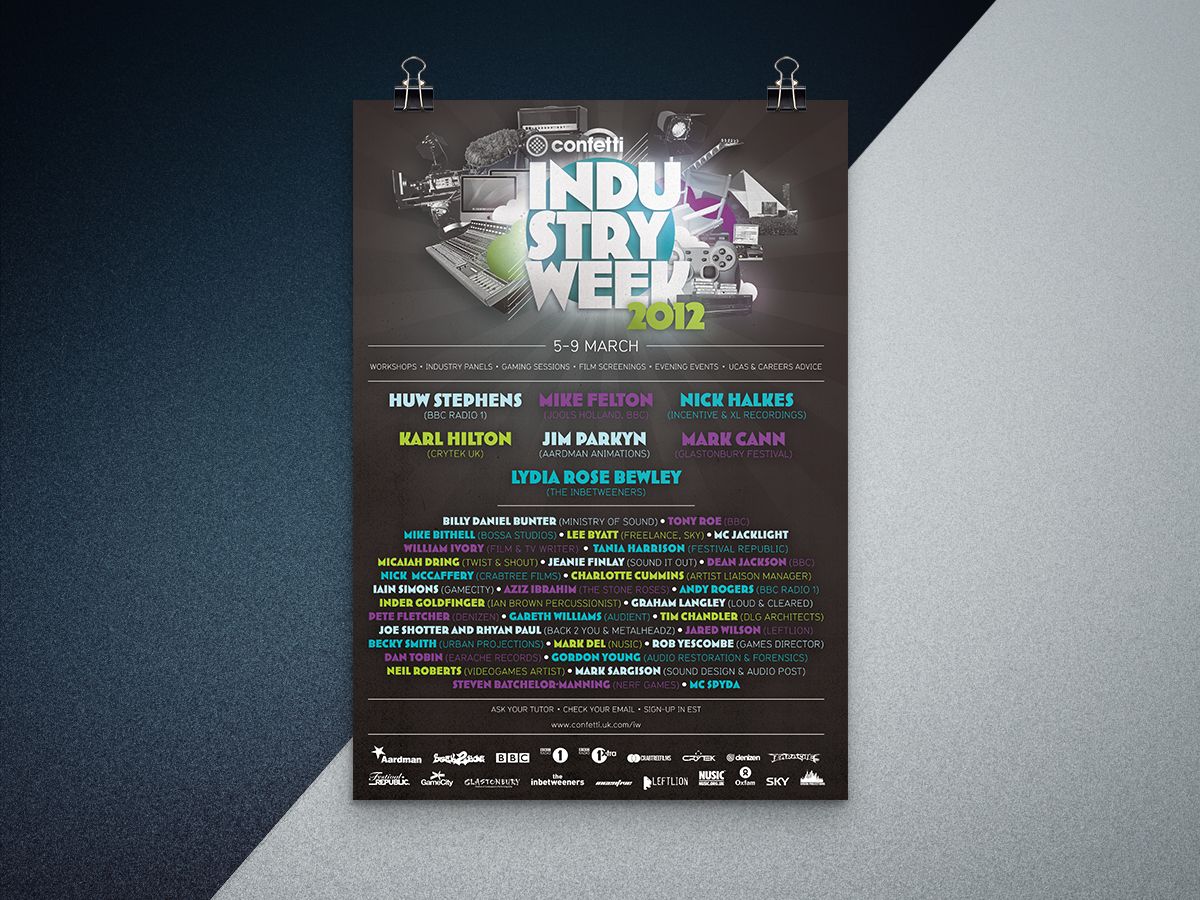 confetti
INDU
STRY
WEEK
2012
5-9 MARCH
WORKSHOPS • INDUSTRY PANELS • GAMING SESSIONS • FILM SCREENINGS • EVENING EVENTS • UCAS & CAREERS ADVICE
HUW STEPHENS MIKE FELTON NICK HALKES
(BBC RADIO 1) (JOOLS HOLLAND, BBC) (INCENTIVE & XL RECORDINGS)
KARL HILTON JIM PARKYN MARK CANN
(CRYTEK UK) (AARDMAN ANIMATIONS) (GLASTONBURY FESTIVAL)
LYDIA ROSE BEWLEY
(THE INBETWEENERS)
BILLY DANIEL BUNTER (MINISTRY OF SOUND) • TONY ROE (BBC)
MIKE BITHELL (BOSSA STUDIOS) • LEE BYATT (FREELANCE, SKY) • MC JACKLIGHT
WILLIAM IVORY (FILM & TV WRITER) • TANIA HARRISON (FESTIVAL REPUBLIC)
MICAIAH DRING (TWIST & SHOUT) • JEANIE FINLAY (SOUND IT OUT) • DEAN JACKSON (BBC)
NICK MCCAFFERY (CRABTREE FILMS) • CHARLOTTE CUMMINS (ARTIST LIAISON MANAGER)
IAIN SIMONS (GAMECITY) • AZIZ IBRAHIM (THE STONE ROSES) • ANDY ROGERS (BBC RADIO 1)
INDER GOLDFINGER (IAN BROWN PERCUSSIONIST) • GRAHAM LANGLEY (LOUD & CLEARED)
PETE FLETCHER (DENIZEN) • GARETH WILLIAMS (AUDIENT) • TIM CHANDLER (DLG ARCHITECTS)
JOE SHOTTER AND RHYAN PAUL (BACK 2 YOU & METALHEADZ) • JARED WILSON (LEFTLION)
BECKY SMITH (URBAN PROJECTIONS) • MARK DEL (NUSIC) • ROB YESCOMBE (GAMES DIRECTOR)
DAN TOBIN (EARACHE RECORDS) • GORDON YOUNG (AUDIO RESTORATION & FORENSICS)
NEIL ROBERTS (VIDEOGAMES ARTIST) • MARK SARGISON (SOUND DESIGN & AUDIO POST)
STEVEN BATCHELOR-MANNING (NERF GAMES) • MC SPYDA
ASK YOUR TUTOR • CHECK YOUR EMAIL • SIGN-UP IN EST
www.confetti.uk.com/iw
Aardman BBC BBC RADIO 1 BBC RADIO 1Xtra CRABTREEFILMS CRYTEK denizen EARACHE
Festival REPUBLIC GameCity GLASTONBURY the inbetweeners LEFTLION NUSIC Oxfam SKY